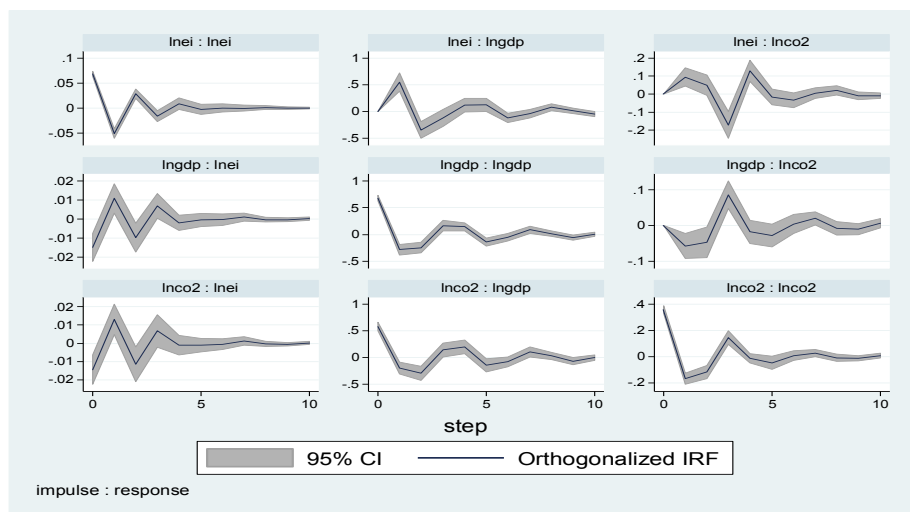 lnei : lnei
lnei : lngdp
lnei : lnco2
.1
.05
0
-.05
1
.5
0
-.5
.2
.1
0
-.1
-.2
lngdp : lnei
lngdp : lngdp
lngdp : lnco2
.02
.01
0
-.01
-.02
1
.5
0
-.5
.1
0
-.1
lnco2 : lnei
lnco2 : lngdp
lnco2 : lnco2
.02
.01
0
-.01
-.02
1
.5
0
-.5
.4
.2
0
-.2
0 5 10
0 5 10
0 5 10
step
95% CI
Orthogonalized IRF
impulse : response